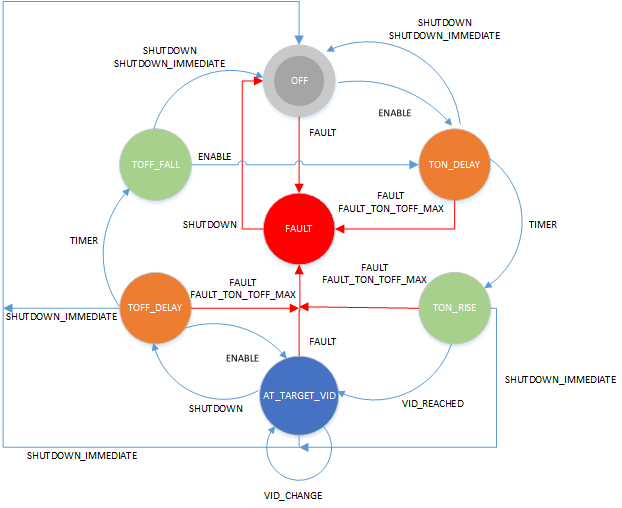 SHUTDOWN
SHUTDOWN_IMMEDIATE
SHUTDOWN
SHUTDOWN_IMMEDIATE
OFF
ENABLE
FAULT
TOFF_FALL
ENABLE
TON_DELAY
FAULT
FAULT_TON_TOFF_MAX
SHUTDOWN
FAULT
TIMER
TIMER
FAULT
FAULT_TON_TOFF_MAX
FAULT
FAULT_TON_TOFF_MAX
TOFF_DELAY
TON_RISE
SHUTDOWN_IMMEDIATE
FAULT
ENABLE
SHUTDOWN_IMMEDIATE
AT_TARGET_VID
SHUTDOWN
VID_REACHED
SHUTDOWN_IMMEDIATE
VID_CHANGE